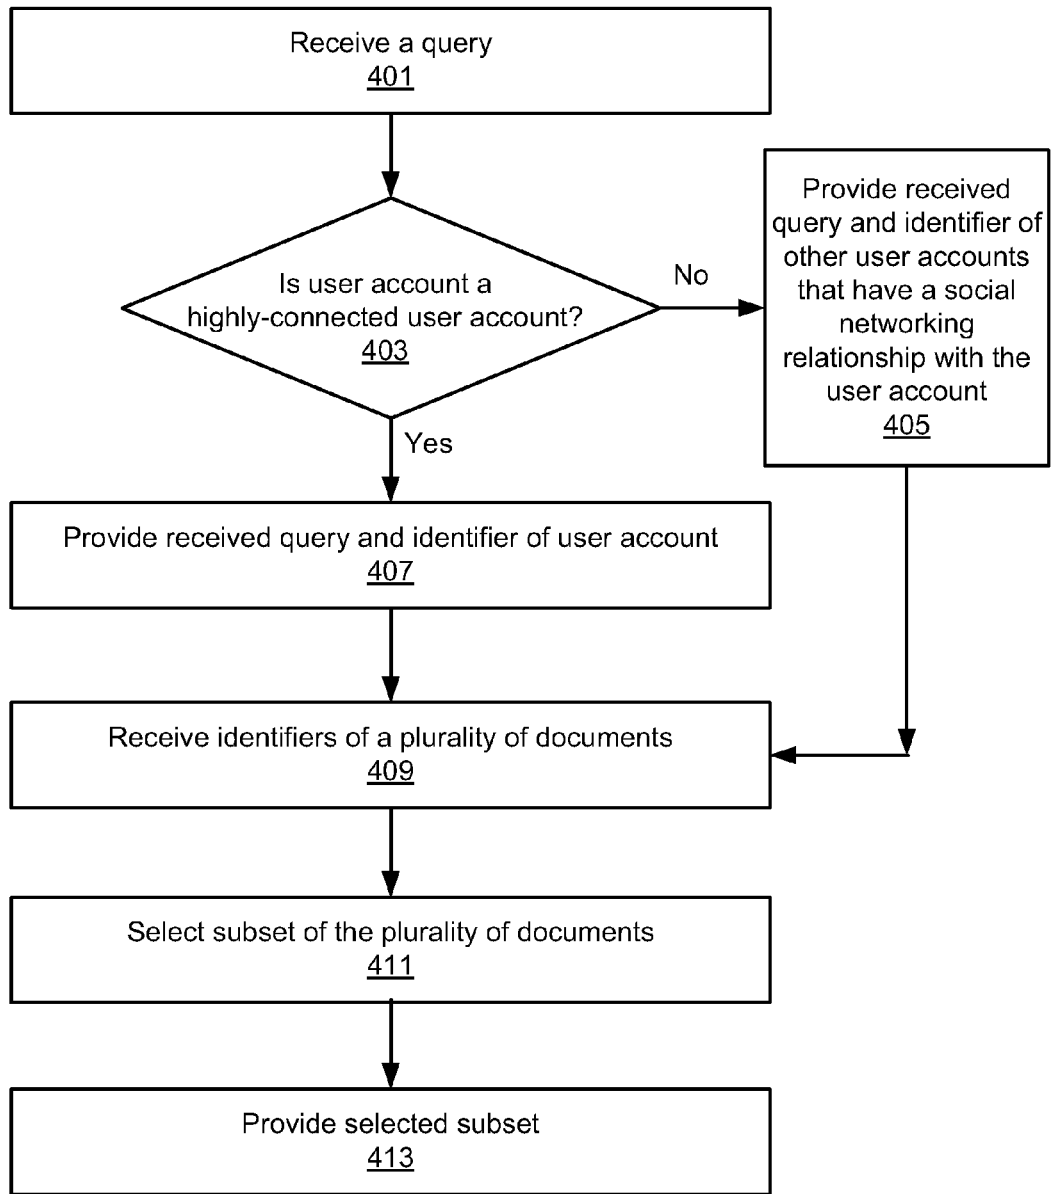 Receive a query
401
Is user account a
highly-connected user account?
403
No
Provide received
query and identifier of
other user accounts
that have a social
networking
relationship with the
user account
405
Yes
Provide received query and identifier of user account
407
Receive identifiers of a plurality of documents
409
Select subset of the plurality of documents
411
Provide selected subset
413